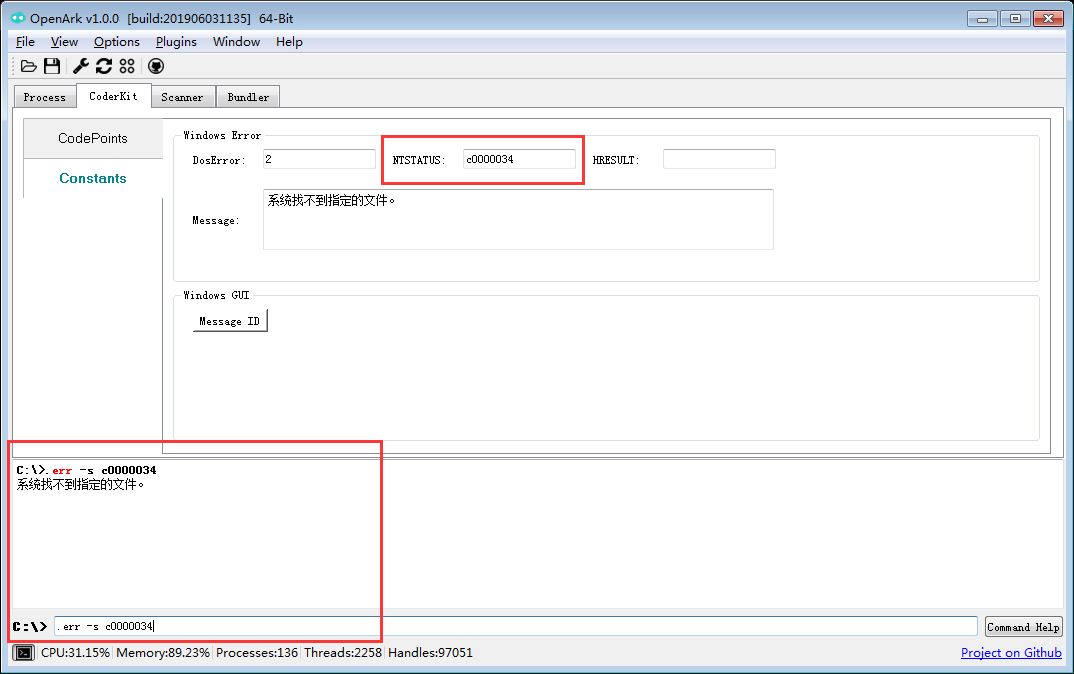 OpenArk v1.0.0 [build:201906031135] 64-Bit
File View Options Plugins Window Help
Process CoderKit Scanner Bundler
CodePoints
Constants
Windows Error
DosError: 2 NTSTATUS: c0000034 HRESULT:
Message: 系统找不到指定的文件。
Windows GUI
Message ID
C:\>.err -s c0000034
系统找不到指定的文件。
C:\> .err -s c0000034 Command Help
CPU:31.15% Memory:89.23% Processes:136 Threads:2258 Handles:97051 Project on Github